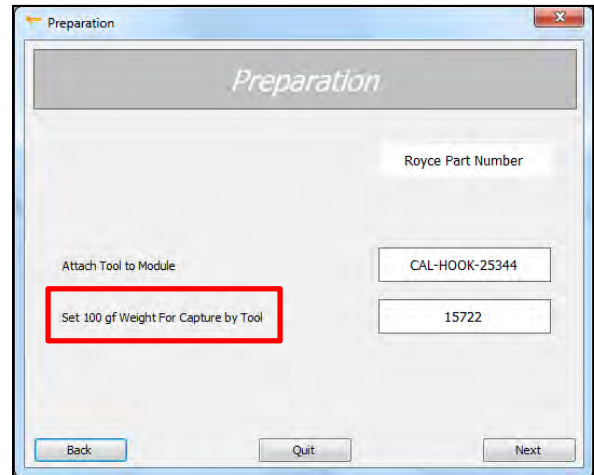 Preparation
Preparation
Royce Part Number
Attach Tool to Module CAL-HOOK-25344
Set 100 gf Weight For Capture by Tool 15722
Back Quit Next